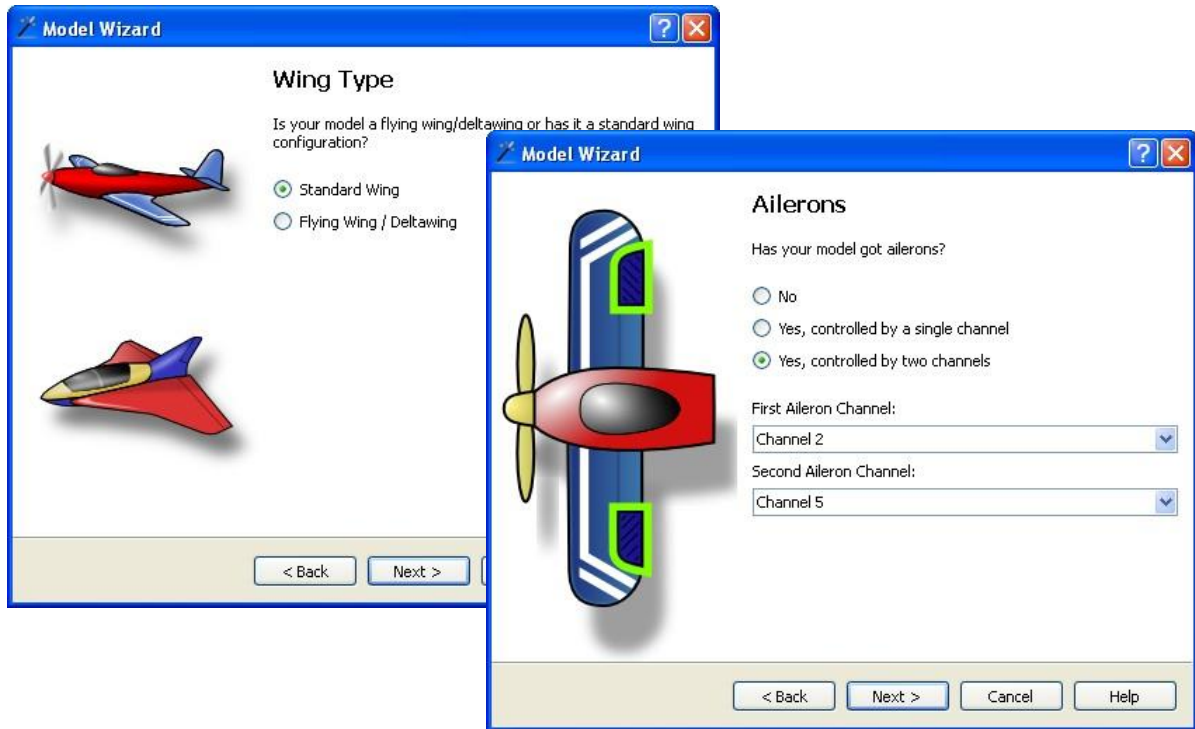 Model Wizard
Wing Type
Is your model a flying wing/deltawing or has it a standard wing
configuration?
Standard Wing
Flying Wing / Deltawing
< Back
Next >
Model Wizard
Ailerons
Has your model got ailerons?
No
Yes, controlled by a single channel
Yes, controlled by two channels
First Aileron Channel:
Channel 2
Second Aileron Channel:
Channel 5
< Back
Next >
Cancel
Help